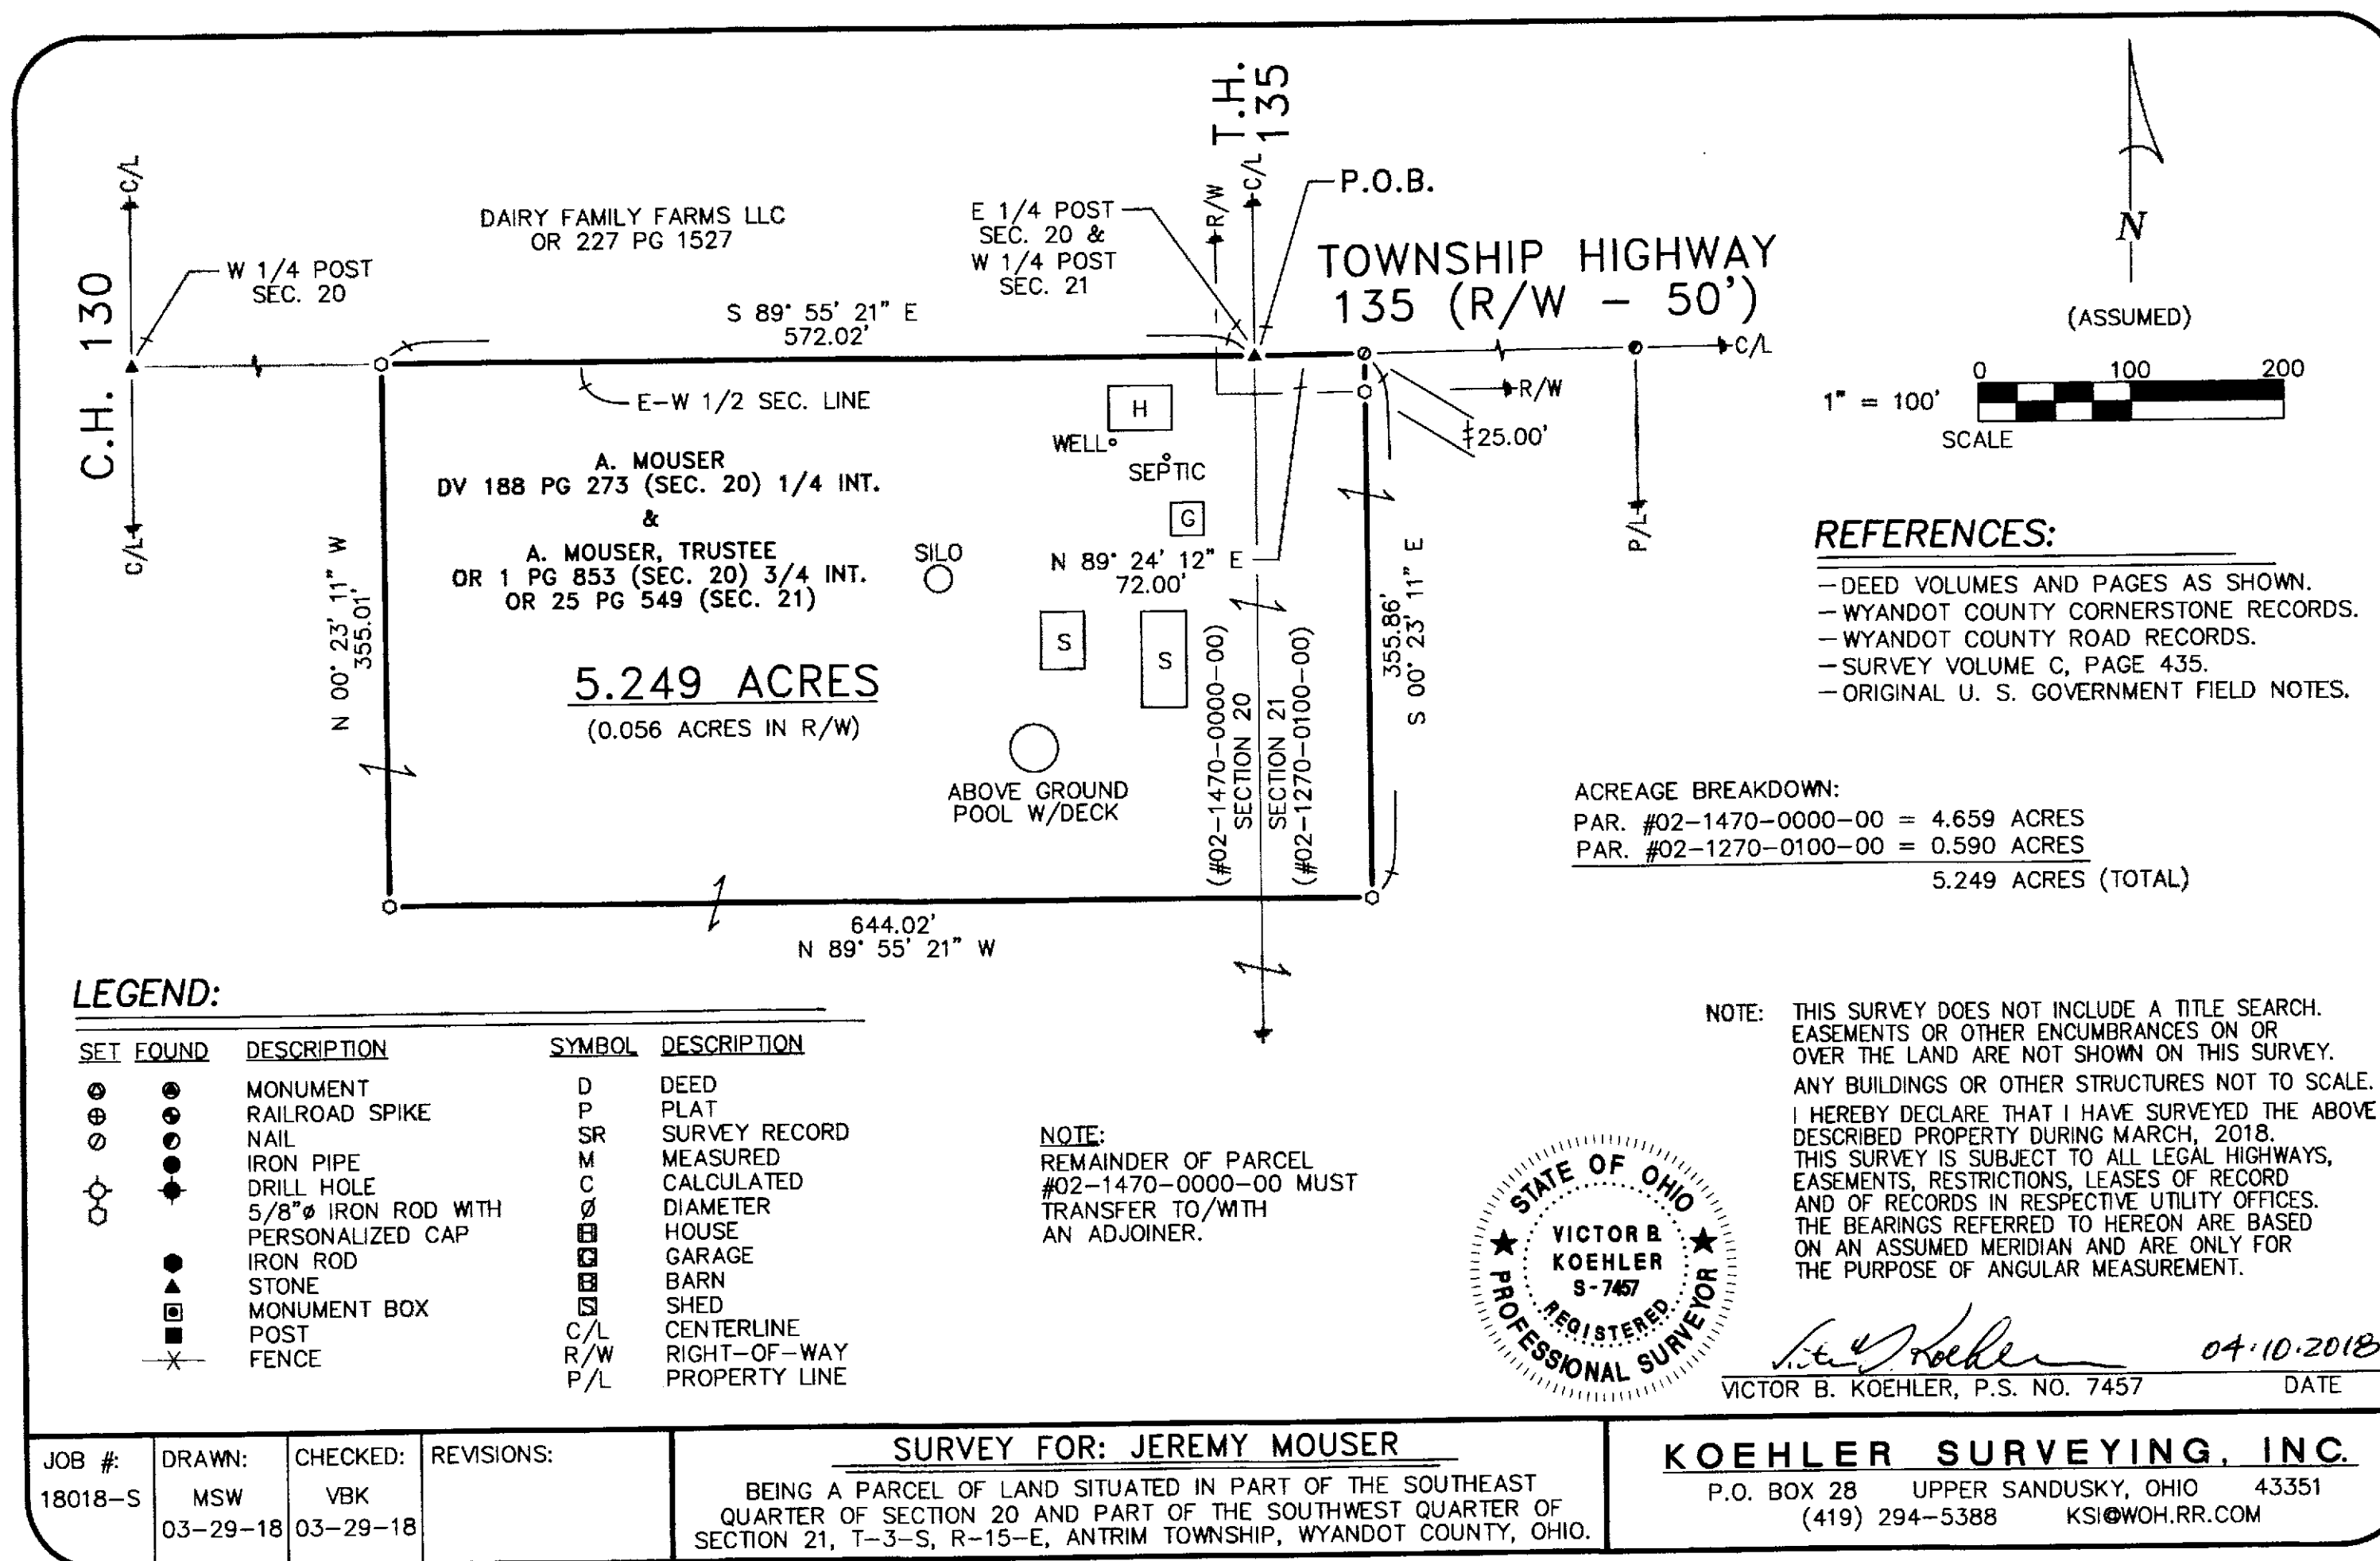 T.H.
135
C/L
R/W
C/L
P.O.B.
DAIRY FAMILY FARMS LLC
OR 227 PG 1527
E 1/4 POST
SEC. 20 &
W 1/4 POST
SEC. 21
TOWNSHIP HIGHWAY
135 (R/W - 50')
N
(ASSUMED)
W 1/4 POST
SEC. 20
C.H. 130
C/L
S 89° 55' 21" E
572.02'
C/L
R/W
P/L
25.00'
0 100 200
1" = 100'
SCALE
E-W 1/2 SEC. LINE
H
WELL
SEPTIC
G
A. MOUSER
DV 188 PG 273 (SEC. 20) 1/4 INT.
&
A. MOUSER, TRUSTEE
OR 1 PG 853 (SEC. 20) 3/4 INT.
OR 25 PG 549 (SEC. 21)
SILO
N 89° 24' 12" E
72.00'
S
S
N 00° 23' 11" W
355.01'
355.86'
S 00° 23' 11" E
5.249 ACRES
(0.056 ACRES IN R/W)
ABOVE GROUND
POOL W/DECK
(#02-1470-0000-00)
SECTION 20
SECTION 21
(#02-1270-0100-00)
644.02'
N 89° 55' 21" W
REFERENCES:
-DEED VOLUMES AND PAGES AS SHOWN.
-WYANDOT COUNTY CORNERSTONE RECORDS.
-WYANDOT COUNTY ROAD RECORDS.
-SURVEY VOLUME C, PAGE 435.
-ORIGINAL U. S. GOVERNMENT FIELD NOTES.
ACREAGE BREAKDOWN:
PAR. #02-1470-0000-00 = 4.659 ACRES
PAR. #02-1270-0100-00 = 0.590 ACRES
5.249 ACRES (TOTAL)
LEGEND:
SET FOUND DESCRIPTION SYMBOL DESCRIPTION
MONUMENT D DEED
RAILROAD SPIKE P PLAT
NAIL SR SURVEY RECORD
IRON PIPE M MEASURED
DRILL HOLE C CALCULATED
5/8"ø IRON ROD WITH Ø DIAMETER
PERSONALIZED CAP H HOUSE
IRON ROD G GARAGE
STONE B BARN
MONUMENT BOX S SHED
POST C/L CENTERLINE
FENCE R/W RIGHT-OF-WAY
P/L PROPERTY LINE
NOTE:
REMAINDER OF PARCEL
#02-1470-0000-00 MUST
TRANSFER TO/WITH
AN ADJOINER.
NOTE: THIS SURVEY DOES NOT INCLUDE A TITLE SEARCH.
EASEMENTS OR OTHER ENCUMBRANCES ON OR
OVER THE LAND ARE NOT SHOWN ON THIS SURVEY.
ANY BUILDINGS OR OTHER STRUCTURES NOT TO SCALE.
I HEREBY DECLARE THAT I HAVE SURVEYED THE ABOVE
DESCRIBED PROPERTY DURING MARCH, 2018.
THIS SURVEY IS SUBJECT TO ALL LEGAL HIGHWAYS,
EASEMENTS, RESTRICTIONS, LEASES OF RECORD
AND OF RECORDS IN RESPECTIVE UTILITY OFFICES.
THE BEARINGS REFERRED TO HEREON ARE BASED
ON AN ASSUMED MERIDIAN AND ARE ONLY FOR
THE PURPOSE OF ANGULAR MEASUREMENT.
STATE OF OHIO
VICTOR B.
KOEHLER
S-7457
REGISTERED
PROFESSIONAL SURVEYOR
04·10·2018
VICTOR B. KOEHLER, P.S. NO. 7457 DATE
JOB #:
18018-S
DRAWN:
MSW
03-29-18
CHECKED:
VBK
03-29-18
REVISIONS:
SURVEY FOR: JEREMY MOUSER
BEING A PARCEL OF LAND SITUATED IN PART OF THE SOUTHEAST
QUARTER OF SECTION 20 AND PART OF THE SOUTHWEST QUARTER OF
SECTION 21, T-3-S, R-15-E, ANTRIM TOWNSHIP, WYANDOT COUNTY, OHIO.
KOEHLER SURVEYING, INC.
P.O. BOX 28 UPPER SANDUSKY, OHIO 43351
(419) 294-5388 KSI@WOH.RR.COM